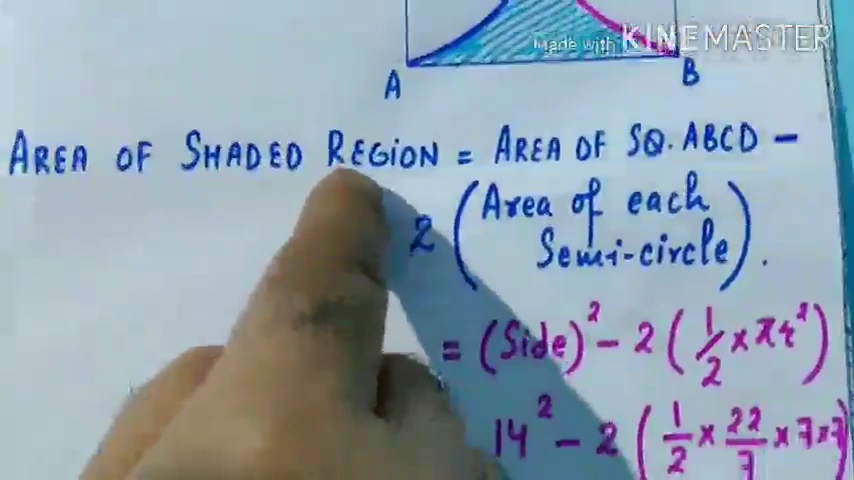 Made with KINEMASTER
A B
AREA OF SHADED REGION = AREA OF SQ. ABCD -
2 (Area of each
Semi-circle).
= (Side)² - 2 (1/2 × πr²)
14² - 2 (1/2 × 22/7 × 7 × 7)